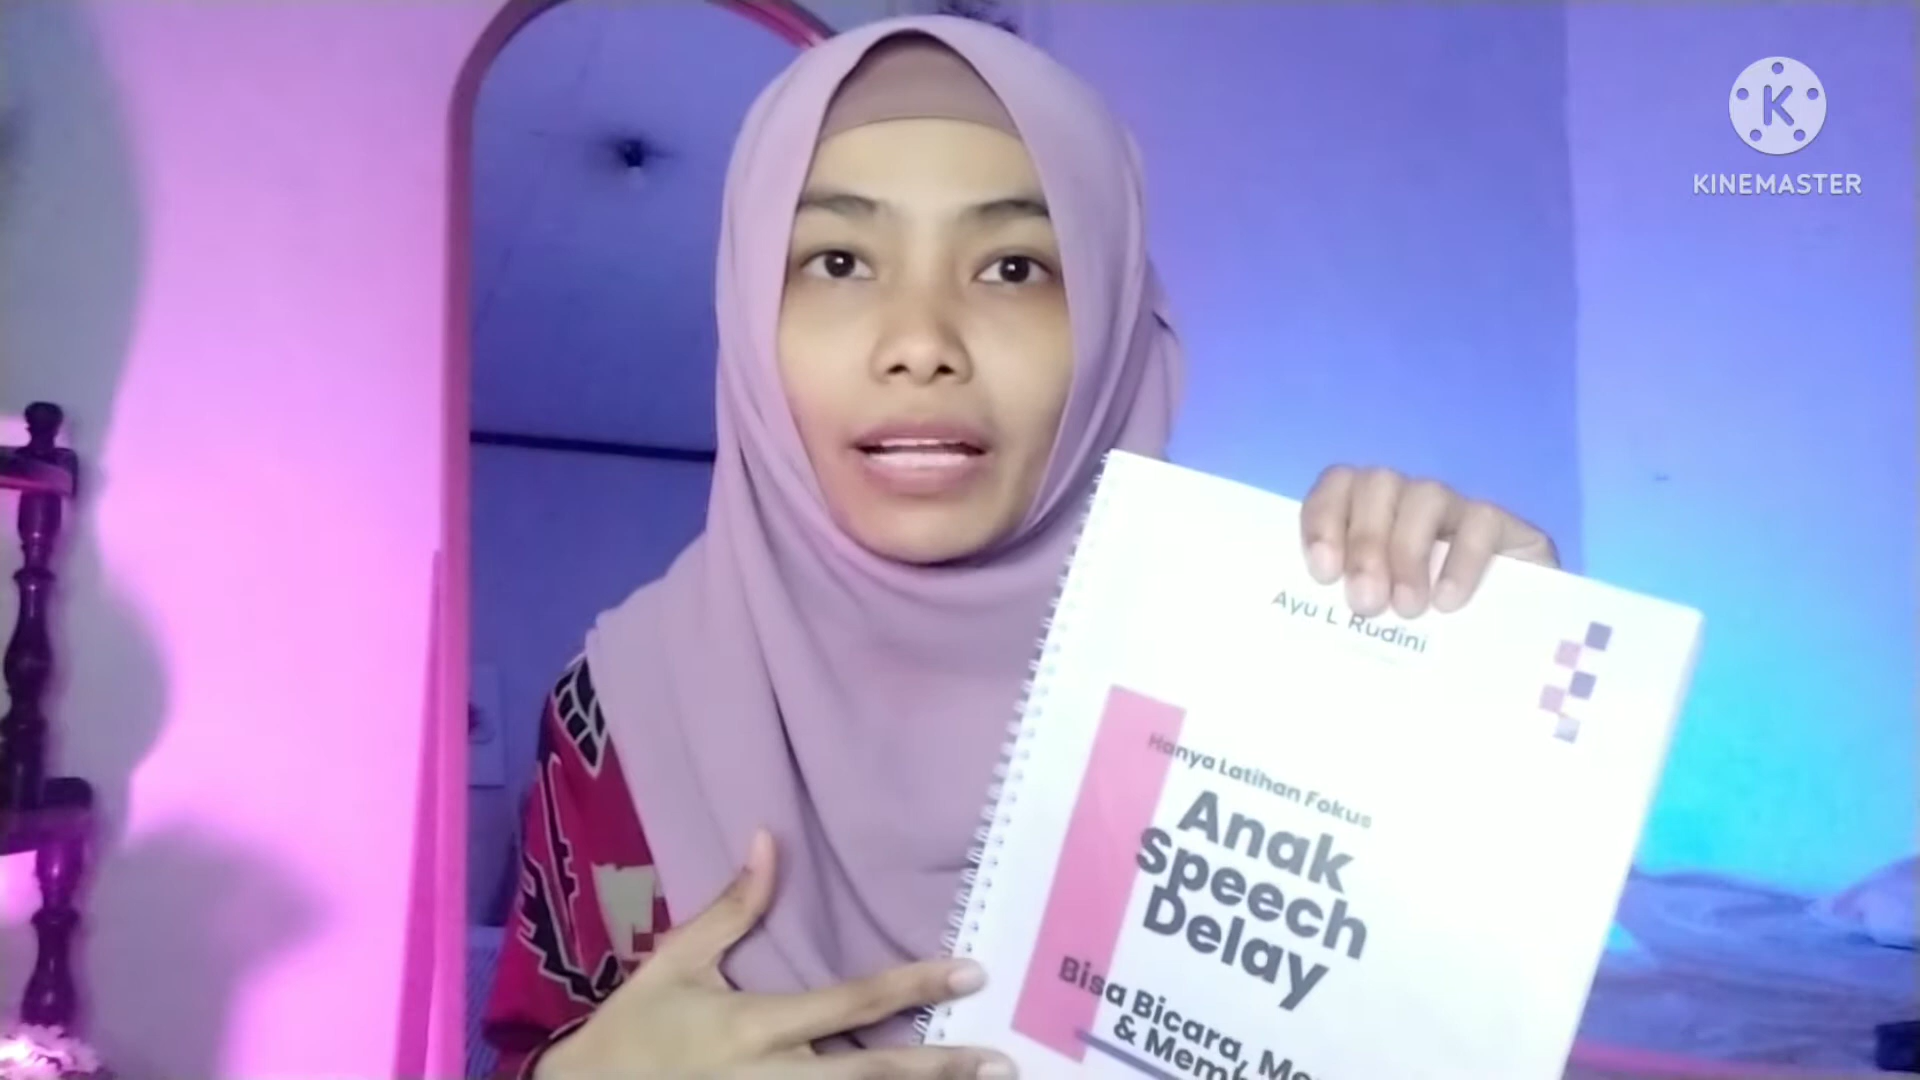 K
KINEMASTER
Ayu L Rudini
Hanya Latihan Fokus
Anak
Speech
Delay
Bisa Bicara,
&